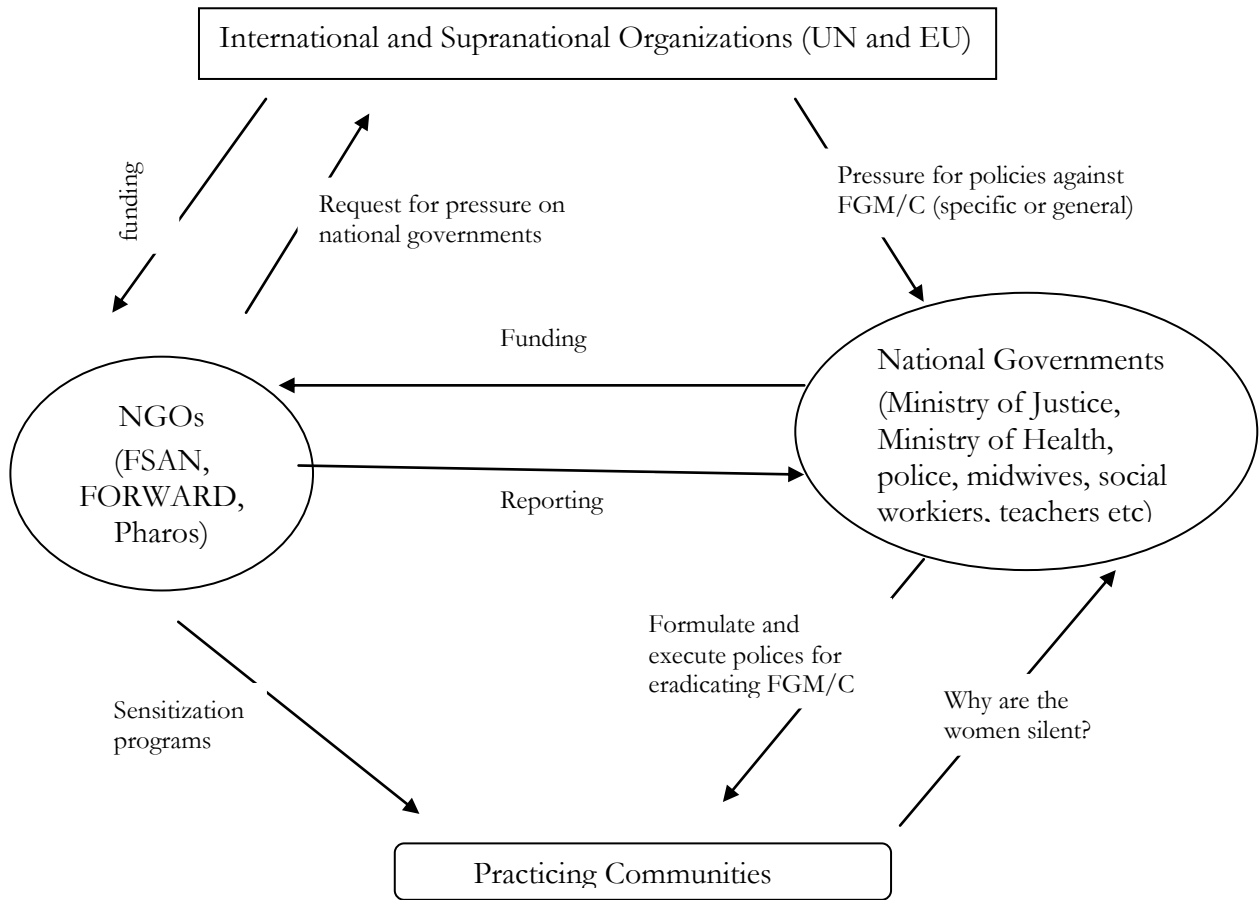 International and Supranational Organizations (UN and EU)
funding
Request for pressure on
national governments
Pressure for policies against
FGM/C (specific or general)
Funding
NGOs
(FSAN,
FORWARD,
Pharos)
National Governments
(Ministry of Justice,
Ministry of Health,
police, midwives, social
workiers, teachers etc)
Reporting
Formulate and
execute polices for
eradicating FGM/C
Sensitization
programs
Why are the
women silent?
Practicing Communities